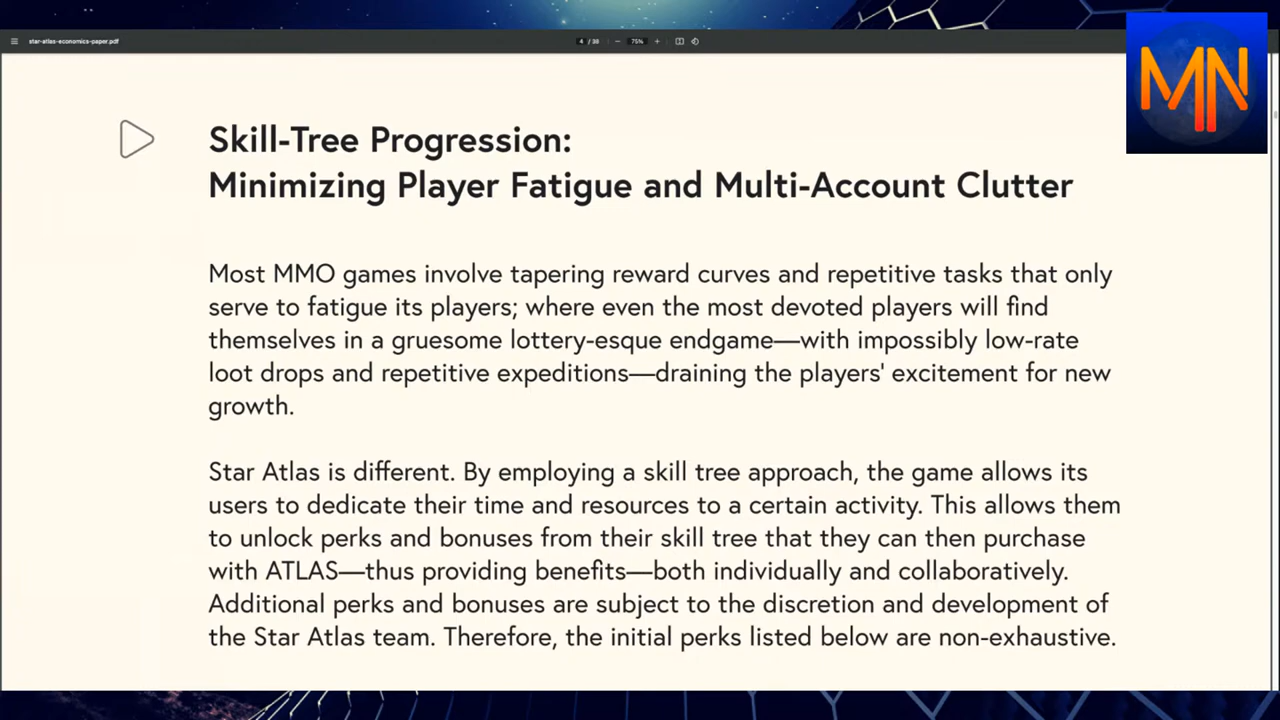 star-atlas-economics-paper.pdf
4 / 38
75%
MN
Skill-Tree Progression:
Minimizing Player Fatigue and Multi-Account Clutter
Most MMO games involve tapering reward curves and repetitive tasks that only
serve to fatigue its players; where even the most devoted players will find
themselves in a gruesome lottery-esque endgame—with impossibly low-rate
loot drops and repetitive expeditions—draining the players' excitement for new
growth.
Star Atlas is different. By employing a skill tree approach, the game allows its
users to dedicate their time and resources to a certain activity. This allows them
to unlock perks and bonuses from their skill tree that they can then purchase
with ATLAS—thus providing benefits—both individually and collaboratively.
Additional perks and bonuses are subject to the discretion and development of
the Star Atlas team. Therefore, the initial perks listed below are non-exhaustive.